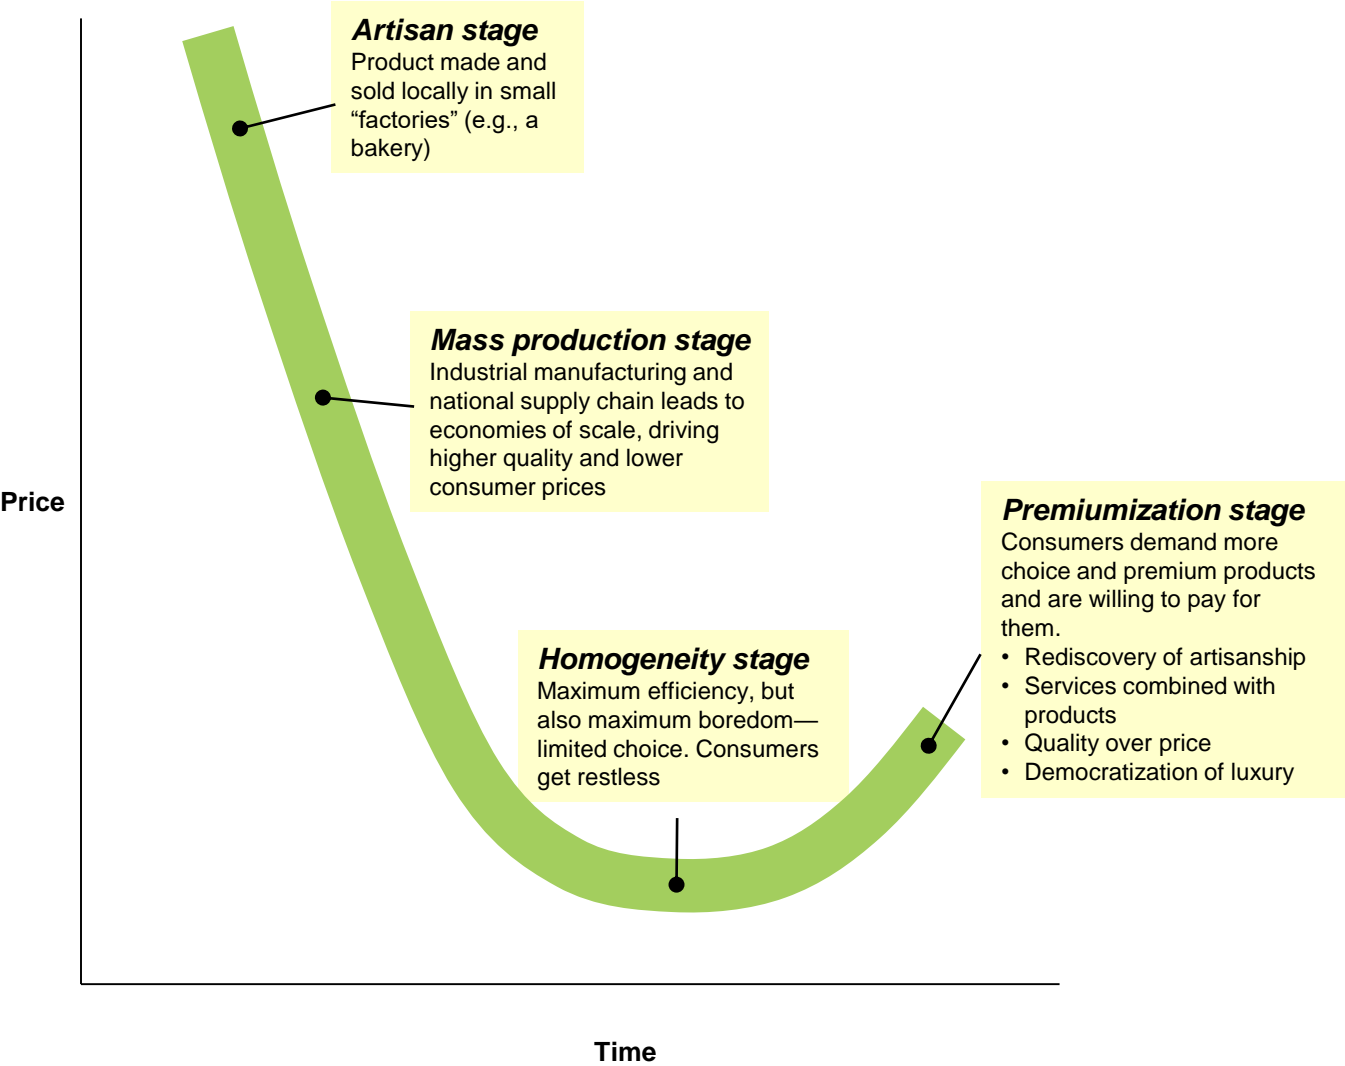 Artisan stage
Product made and
sold locally in small
“factories” (e.g., a
bakery)
Mass production stage
Industrial manufacturing and
national supply chain leads to
economies of scale, driving
higher quality and lower
consumer prices
Price
Premiumization stage
Consumers demand more
choice and premium products
and are willing to pay for
them.
• Rediscovery of artisanship
• Services combined with
products
• Quality over price
• Democratization of luxury
Homogeneity stage
Maximum efficiency, but
also maximum boredom—
limited choice. Consumers
get restless
Time